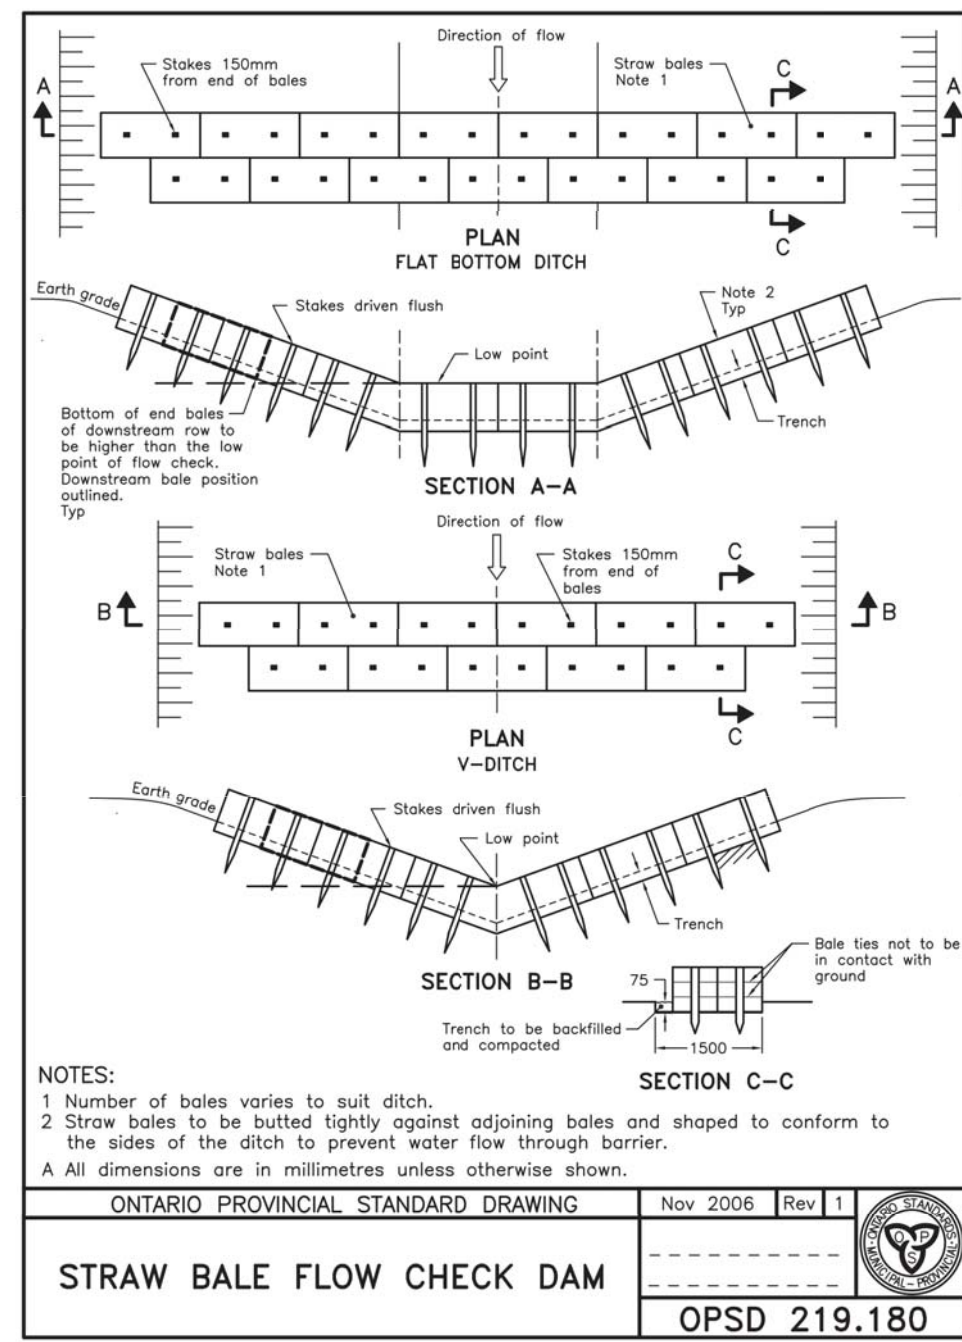 Direction of flow
Stakes 150mm
from end of bales
Straw bales
Note 1
C
A
A
C
PLAN
FLAT BOTTOM DITCH
Earth grade
Stakes driven flush
Note 2
Typ
Low point
Trench
Bottom of end bales
of downstream row to
be higher than the low
point of flow check.
Downstream bale position
outlined.
Typ
SECTION A–A
Direction of flow
Straw bales
Note 1
Stakes 150mm
from end of
bales
C
B
B
C
PLAN
V–DITCH
Earth grade
Stakes driven flush
Low point
Trench
SECTION B–B
Bale ties not to be
in contact with
ground
75
Trench to be backfilled
and compacted
1500
SECTION C–C
NOTES:
1 Number of bales varies to suit ditch.
2 Straw bales to be butted tightly against adjoining bales and shaped to conform to
the sides of the ditch to prevent water flow through barrier.
A All dimensions are in millimetres unless otherwise shown.
ONTARIO PROVINCIAL STANDARD DRAWING
Nov 2006
Rev 1
ONTARIO STANDARDS
MUNICIPAL – PROVINCIAL
O P S
STRAW BALE FLOW CHECK DAM
OPSD 219.180